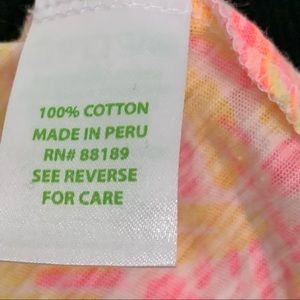 100% COTTON
MADE IN PERU
RN# 88189
SEE REVERSE
FOR CARE